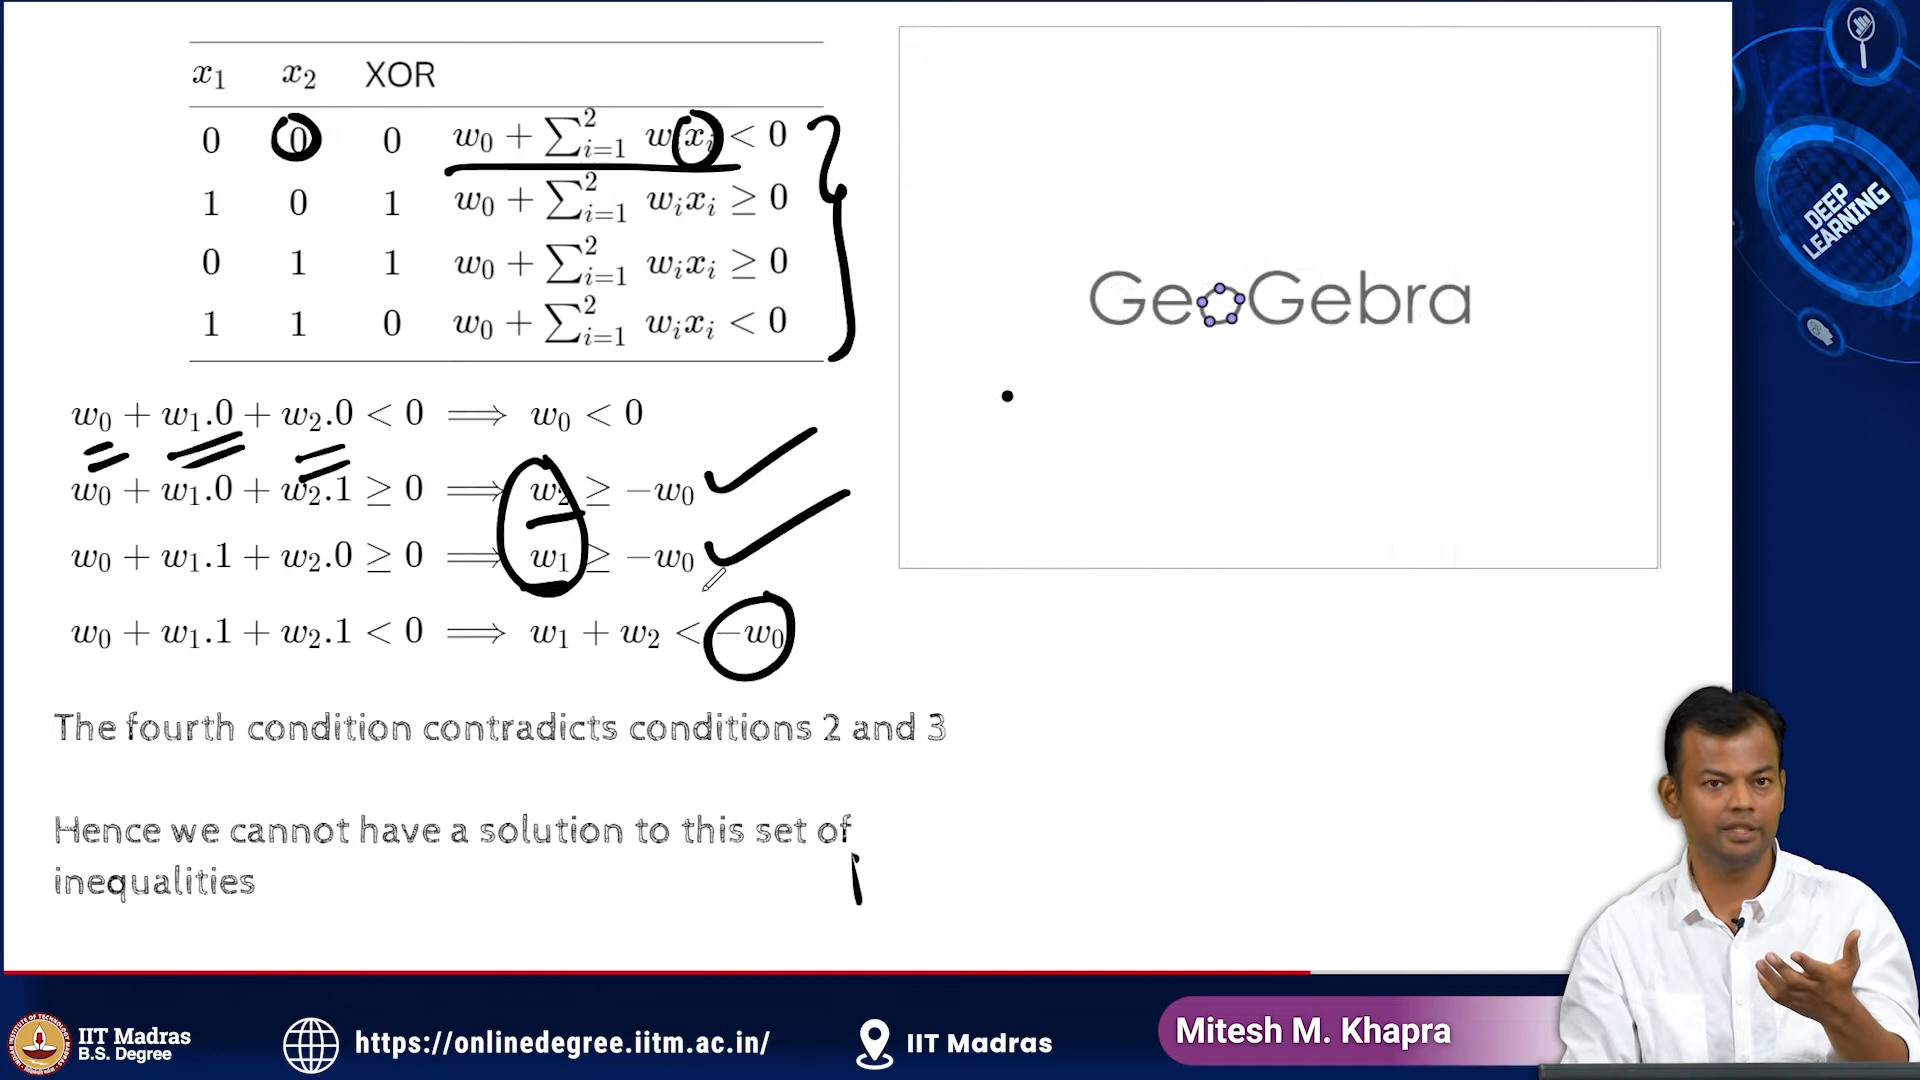 x₁ x₂ XOR
0 0 0 w₀ + ∑²ᵢ₌₁ wᵢxᵢ < 0
1 0 1 w₀ + ∑²ᵢ₌₁ wᵢxᵢ ≥ 0
0 1 1 w₀ + ∑²ᵢ₌₁ wᵢxᵢ ≥ 0
1 1 0 w₀ + ∑²ᵢ₌₁ wᵢxᵢ < 0
w₀ + w₁.0 + w₂.0 < 0 ⟹ w₀ < 0
w₀ + w₁.0 + w₂.1 ≥ 0 ⟹ w₂ ≥ −w₀
w₀ + w₁.1 + w₂.0 ≥ 0 ⟹ w₁ ≥ −w₀
w₀ + w₁.1 + w₂.1 < 0 ⟹ w₁ + w₂ < −w₀
The fourth condition contradicts conditions 2 and 3
Hence we cannot have a solution to this set of
inequalities
GeoGebra
DEEP
LEARNING
IIT Madras
B.S. Degree
https://onlinedegree.iitm.ac.in/
IIT Madras
Mitesh M. Khapra